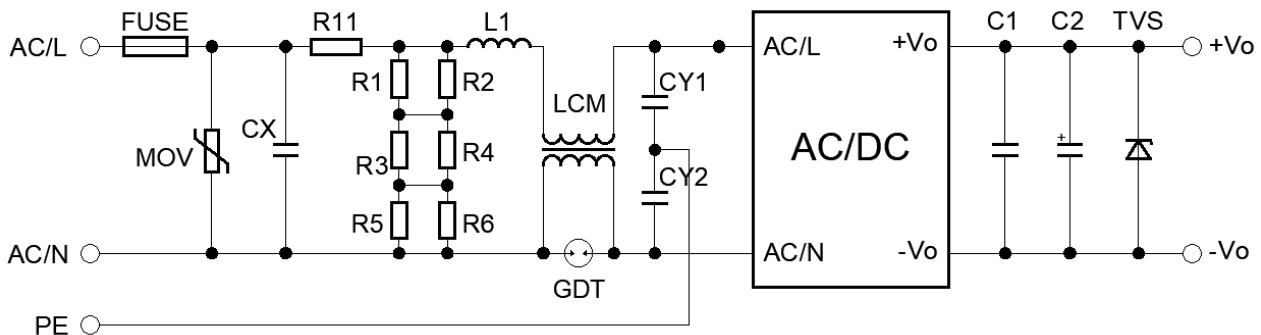 FUSE
R11
L1
C1
C2
TVS
AC/L
AC/L
+Vo
+Vo
R1
R2
CY1
LCM
CX
MOV
AC/DC
+
R3
R4
CY2
R5
R6
AC/N
AC/N
-Vo
-Vo
GDT
PE